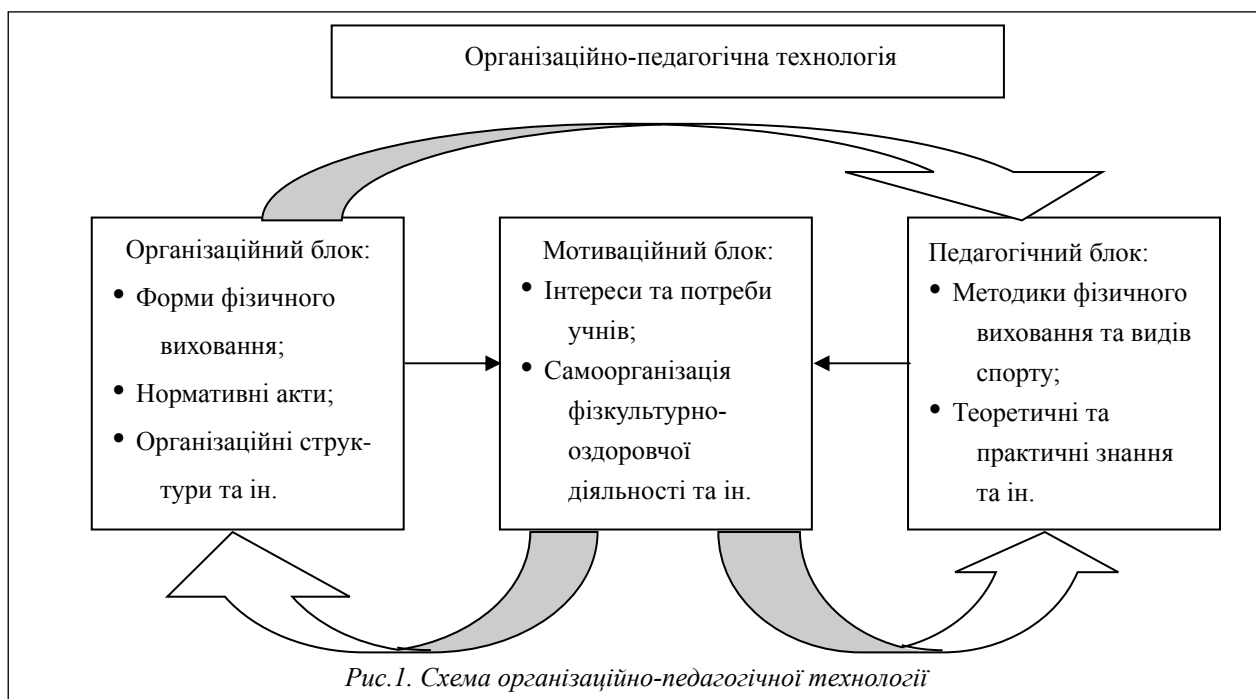 Організаційно-педагогічна технологія
Організаційний блок:
• Форми фізичного
виховання;
• Нормативні акти;
• Організаційні струк-
тури та ін.
Мотиваційний блок:
• Інтереси та потреби
учнів;
• Самоорганізація
фізкультурно-
оздоровчої
діяльності та ін.
Педагогічний блок:
• Методики фізичного
виховання та видів
спорту;
• Теоретичні та
практичні знання
та ін.
Рис.1. Схема організаційно-педагогічної технології